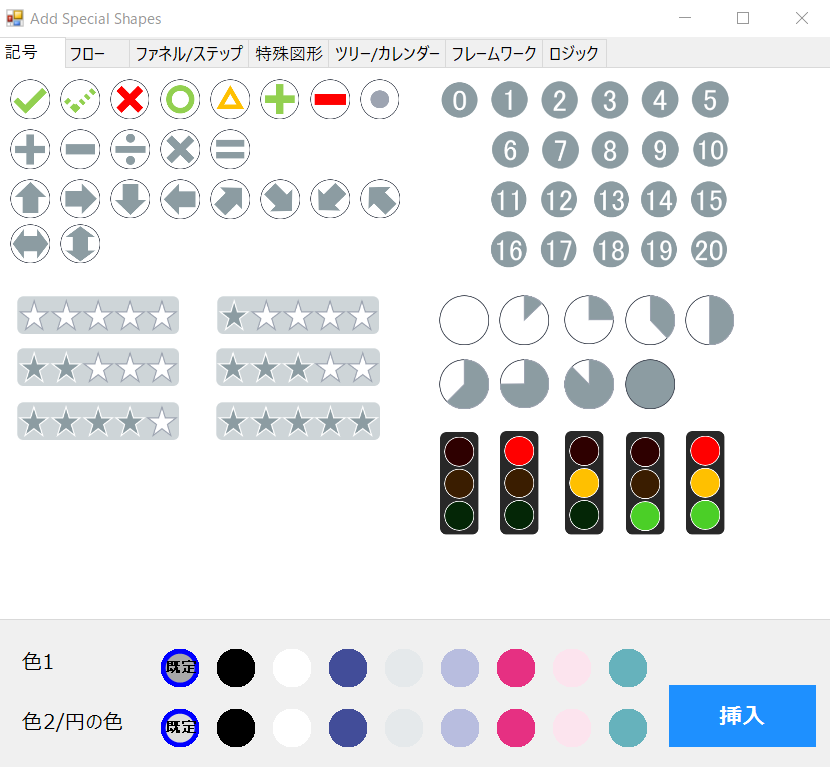 Add Special Shapes
記号 フロー ファネル/ステップ 特殊図形 ツリー/カレンダー フレームワーク ロジック
0 1 2 3 4 5
6 7 8 9 10
11 12 13 14 15
16 17 18 19 20
色1 既定
色2/円の色 既定
挿入